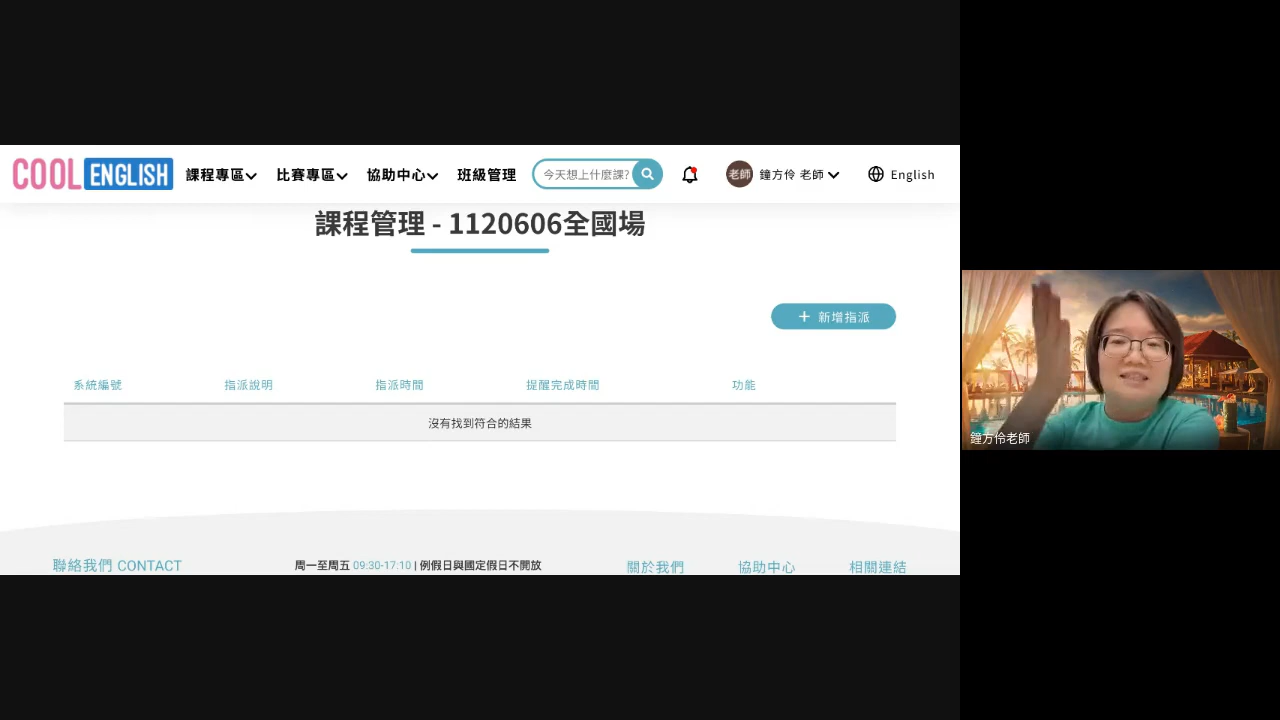 COOL ENGLISH 課程專區 比賽專區 協助中心 班級管理 今天想上什麼課? 老師 鐘方伶 老師 English
課程管理 - 1120606全國場
+ 新增指派
系統編號 指派說明 指派時間 提醒完成時間 功能
沒有找到符合的結果
鐘方伶老師
聯絡我們 CONTACT 周一至周五 09:30-17:10 | 例假日與國定假日不開放 關於我們 協助中心 相關連結